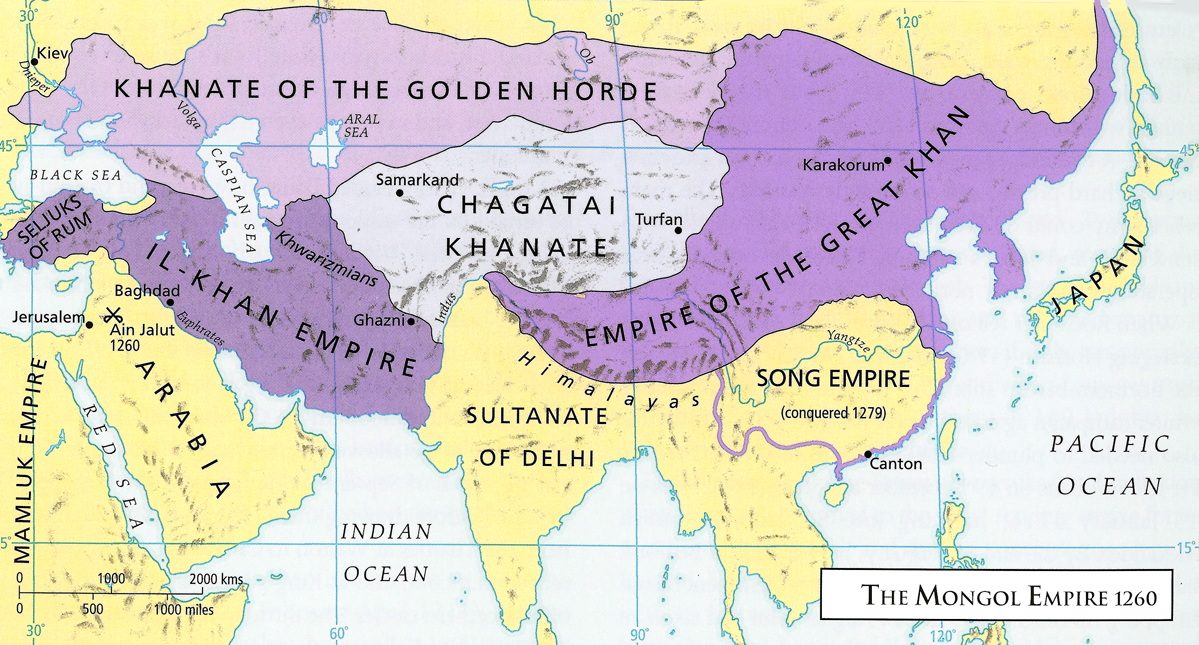 30°
60°
90°
120°
Kiev
Dnieper
Ob
KHANATE OF THE GOLDEN HORDE
Volga
ARAL
SEA
45°
45°
BLACK SEA
CASPIAN SEA
Samarkand
Karakorum
CHAGATAI
KHANATE
Turfan
SELJUKS
OF RUM
Khwarizmians
IL-KHAN EMPIRE
EMPIRE OF THE GREAT KHAN
JAPAN
Baghdad
Jerusalem
Ain Jalut
1260
Euphrates
Ghazni
Indus
Yangtze
Himalayas
SONG EMPIRE
(conquered 1279)
ARABIA
MAMLUK EMPIRE
RED SEA
SULTANATE
OF DELHI
Canton
PACIFIC
OCEAN
INDIAN
OCEAN
5°
15°
0 1000 2000 kms
0 500 1000 miles
THE MONGOL EMPIRE 1260
30°
60°
90°
120°